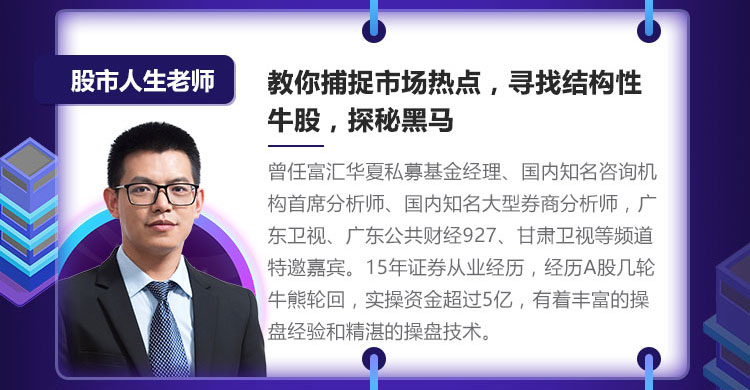 股市人生老师
教你捕捉市场热点，寻找结构性
牛股，探秘黑马
曾任富汇华夏私募基金经理、国内知名咨询机
构首席分析师、国内知名大型券商分析师，广
东卫视、广东公共财经927、甘肃卫视等频道
特邀嘉宾。15年证券从业经历，经历A股几轮
牛熊轮回，实操资金超过5亿，有着丰富的操
盘经验和精湛的操盘技术。